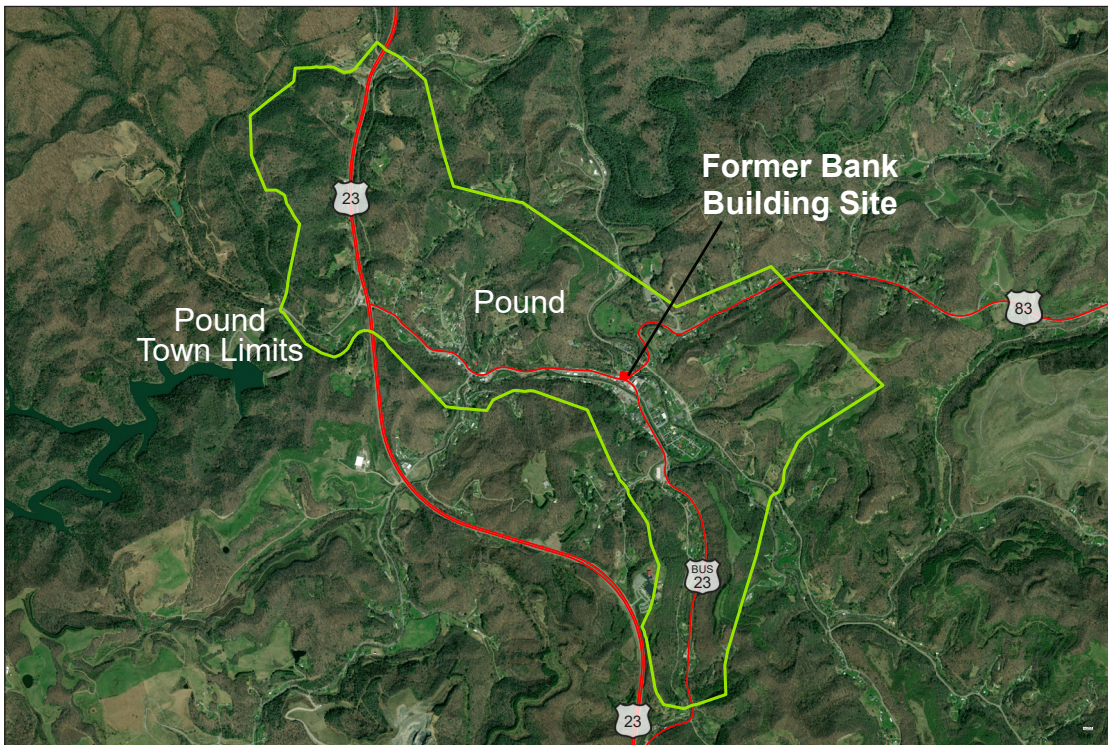 Former Bank
Building Site
23
Pound
83
Pound
Town Limits
BUS
23
23